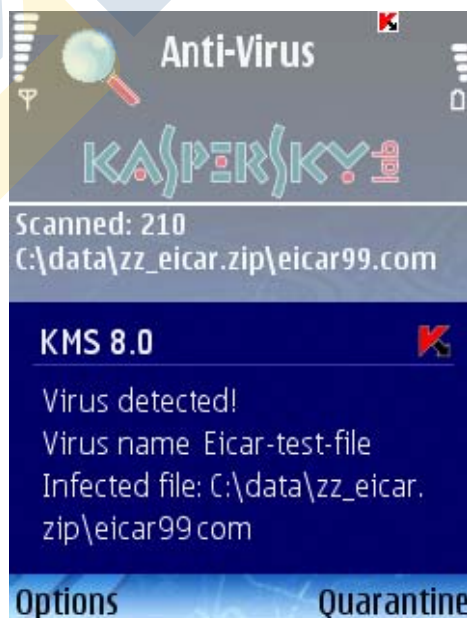 Anti-Virus
KASPERSKY lab
Scanned: 210
C:\data\zz_eicar.zip\eicar99.com
KMS 8.0
Virus detected!
Virus name Eicar-test-file
Infected file: C:\data\zz_eicar.
zip\eicar99com
Options Quarantine